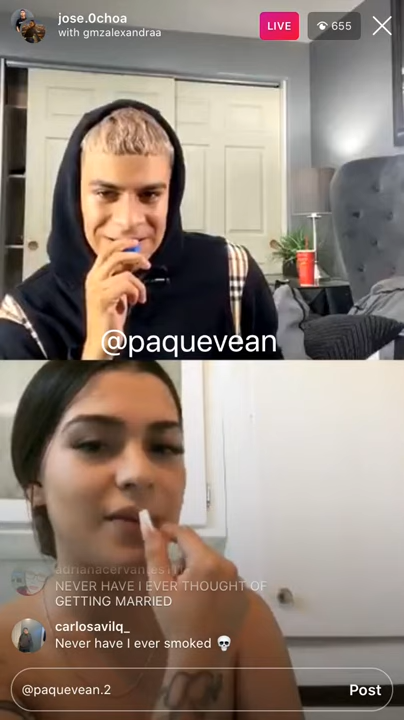 jose.0choa
with gmzalexandraa
LIVE
655
@paquevean
NEVER HAVE I EVER THOUGHT OF
GETTING MARRIED
carlosavilq_
Never have I ever smoked 💀
@paquevean.2
Post